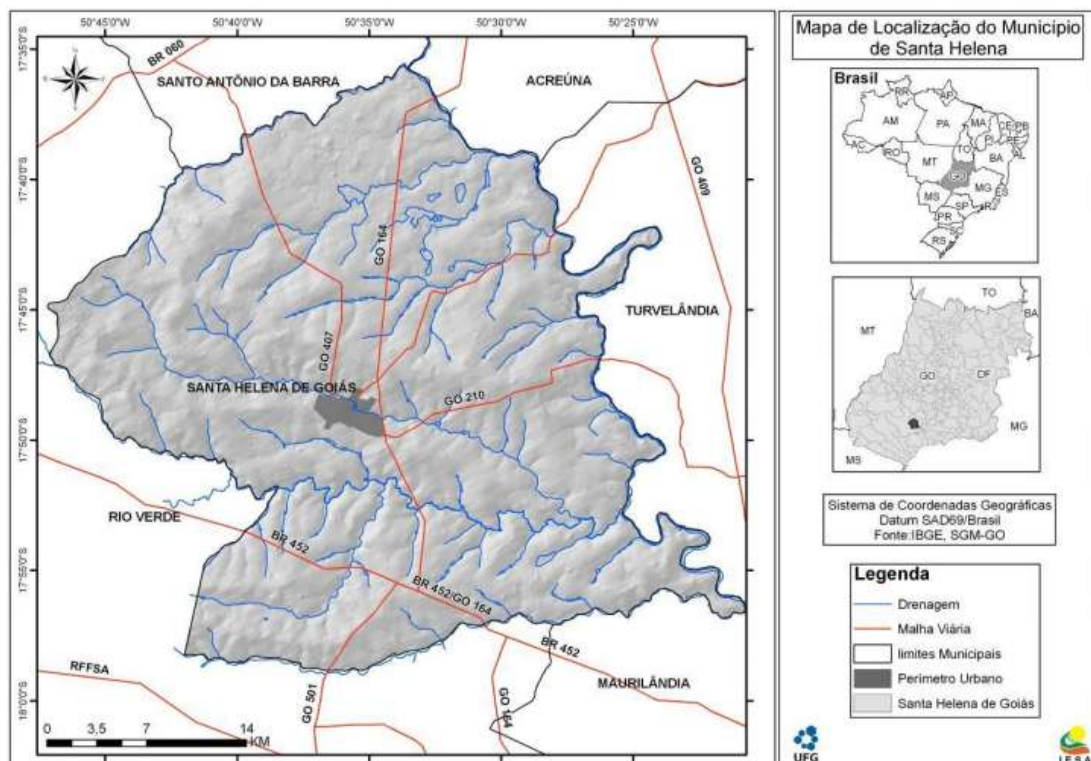 50°45'0"W 50°40'0"W 50°35'0"W 50°30'0"W 50°25'0"W
17°35'0"S
17°40'0"S
17°45'0"S
17°50'0"S
17°55'0"S
18°0'0"S
BR 060
SANTO ANTÔNIO DA BARRA
ACREÚNA
GO 409
GO 164
TURVELÂNDIA
GO 407
SANTA HELENA DE GOIÁS
GO 210
RIO VERDE
BR 452
BR 452/GO 164
BR 452
RFFSA
MAURILÂNDIA
GO 501
GO 164
0 3,5 7 14
KM
Mapa de Localização do Município
de Santa Helena
Brasil
RR AP
AM PA MA CE PB
PI PE
AC RO TO AL
MT BA
GO
MS MG ES
SP RJ
PR
SC
RS
TO
MT BA
GO DF
MG
MS
Sistema de Coordenadas Geográficas
Datum SAD69/Brasil
Fonte:IBGE, SGM-GO
Legenda
Drenagem
Malha Viária
limites Municipais
Perímetro Urbano
Santa Helena de Goiás
UFG
I E S A